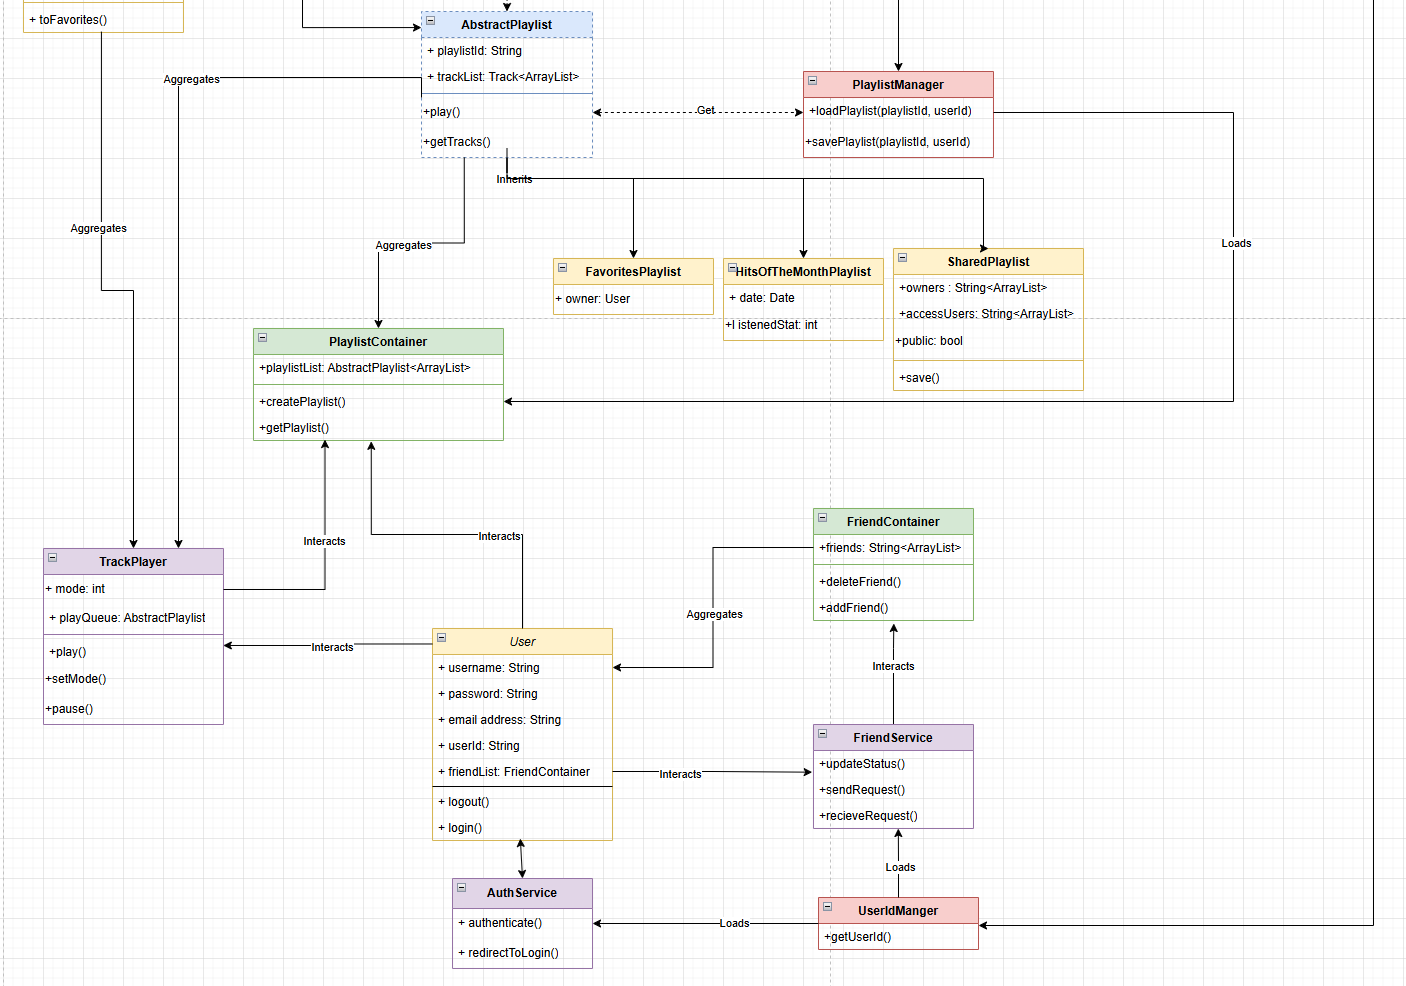 + toFavorites()
AbstractPlaylist
+ playlistId: String
+ trackList: Track<ArrayList>
+play()
+getTracks()
Aggregates
Get
PlaylistManager
+loadPlaylist(playlistId, userId)
+savePlaylist(playlistId, userId)
Inherits
Aggregates
Aggregates
Loads
FavoritesPlaylist
+ owner: User
HitsOfTheMonthPlaylist
+ date: Date
+l istenedStat: int
SharedPlaylist
+owners : String<ArrayList>
+accessUsers: String<ArrayList>
+public: bool
+save()
PlaylistContainer
+playlistList: AbstractPlaylist<ArrayList>
+createPlaylist()
+getPlaylist()
Interacts
Interacts
FriendContainer
+friends: String<ArrayList>
+deleteFriend()
+addFriend()
TrackPlayer
+ mode: int
+ playQueue: AbstractPlaylist
+play()
+setMode()
+pause()
Interacts
Aggregates
User
+ username: String
+ password: String
+ email address: String
+ userId: String
+ friendList: FriendContainer
+ logout()
+ login()
Interacts
Interacts
FriendService
+updateStatus()
+sendRequest()
+recieveRequest()
Loads
AuthService
+ authenticate()
+ redirectToLogin()
Loads
UserIdManger
+getUserId()